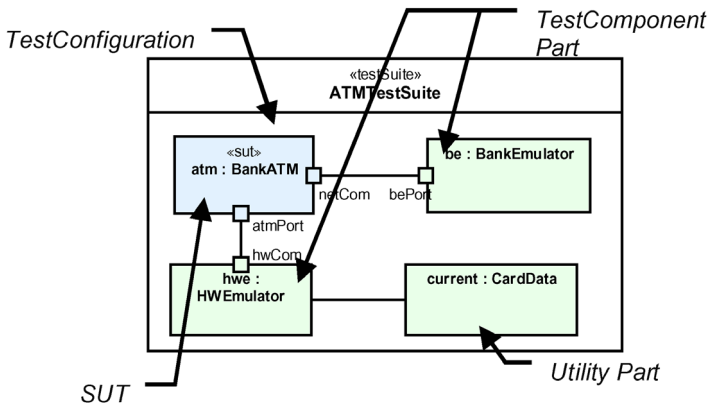 TestConfiguration
TestComponent
Part
«testSuite»
ATMTestSuite
«sut»
atm : BankATM
be : BankEmulator
netCom
bePort
atmPort
hwCom
hwe :
HWEmulator
current : CardData
SUT
Utility Part